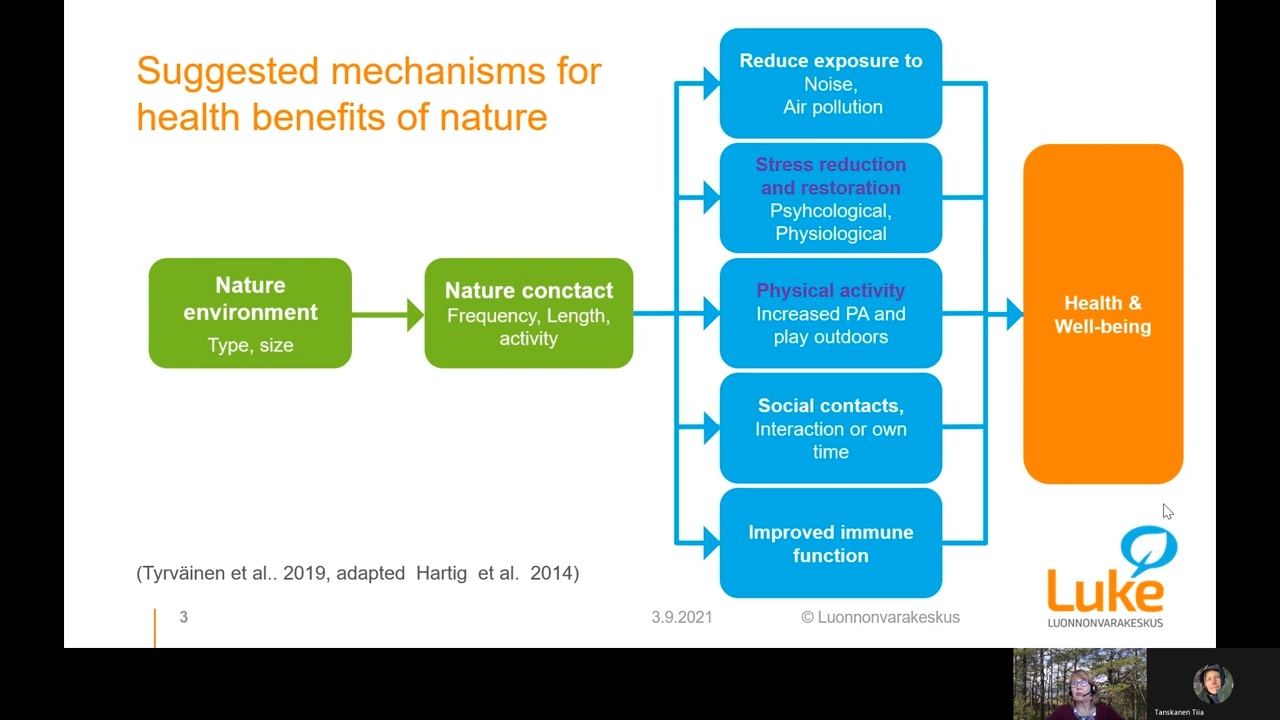 Suggested mechanisms for
health benefits of nature
Nature
environment
Type, size
Nature conctact
Frequency, Length,
activity
Reduce exposure to
Noise,
Air pollution
Stress reduction
and restoration
Psyhcological,
Physiological
Physical activity
Increased PA and
play outdoors
Social contacts,
Interaction or own
time
Improved immune
function
Health &
Well-being
(Tyrväinen et al.. 2019, adapted Hartig et al. 2014)
3
3.9.2021
© Luonnonvarakeskus
Luke
LUONNONVARAKESKUS
Tanskanen Tiia